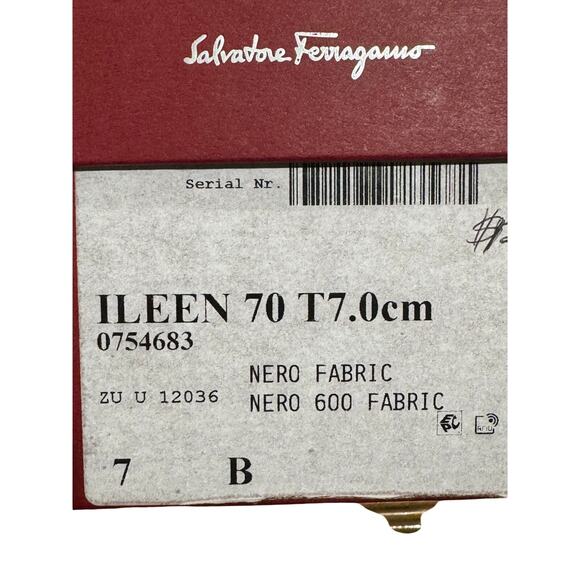 Salvatore Ferragamo
Serial Nr.
ILEEN 70 T7.0cm
0754683
NERO FABRIC
ZU U 12036 NERO 600 FABRIC
7 B